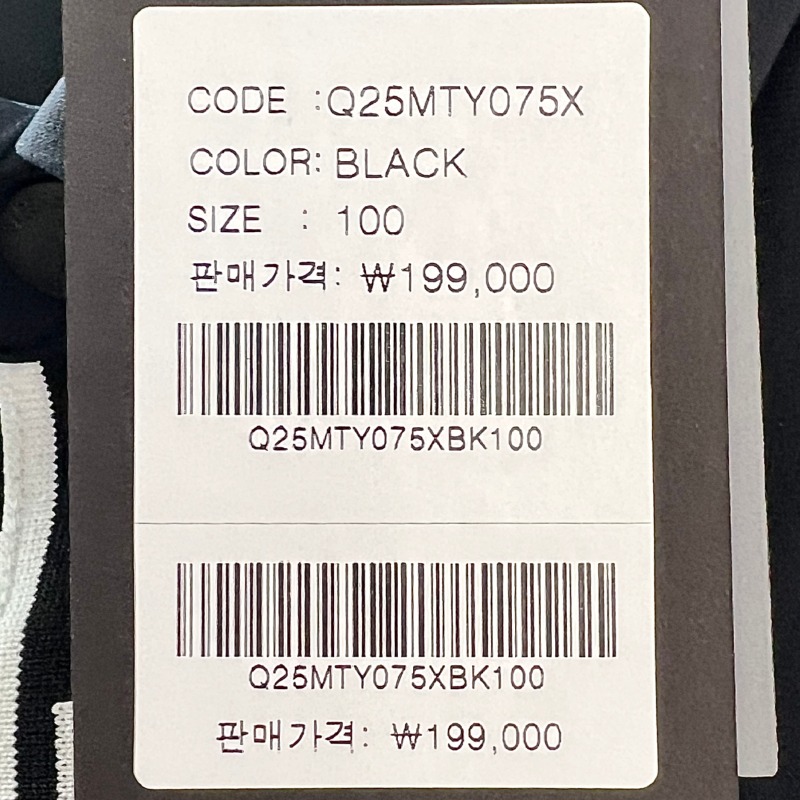 CODE :Q25MTY075X
COLOR: BLACK
SIZE : 100
판매가격: ₩199,000
Q25MTY075XBK100
Q25MTY075XBK100
판매가격: ₩199,000